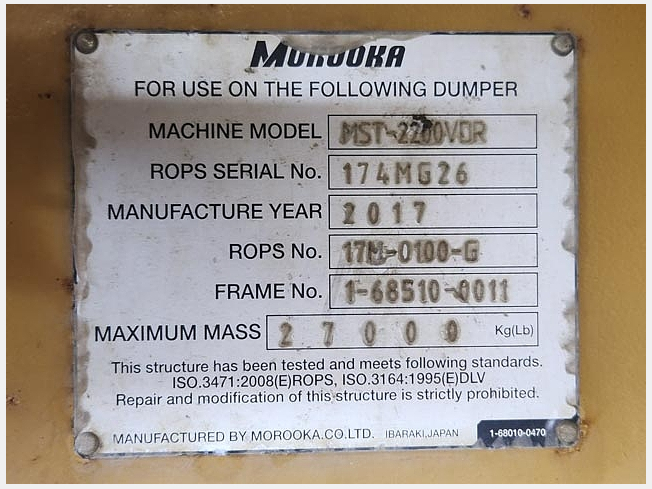 MOROOKA
FOR USE ON THE FOLLOWING DUMPER
MACHINE MODEL MST-2200VDR
ROPS SERIAL No. 174MG26
MANUFACTURE YEAR 2017
ROPS No. 17M-0100-G
FRAME No. 1-68510-0011
MAXIMUM MASS 27000 Kg(Lb)
This structure has been tested and meets following standards.
ISO.3471:2008(E)ROPS, ISO.3164:1995(E)DLV
Repair and modification of this structure is strictly prohibited.
MANUFACTURED BY MOROOKA.CO.LTD. IBARAKI,JAPAN 1-68010-0470